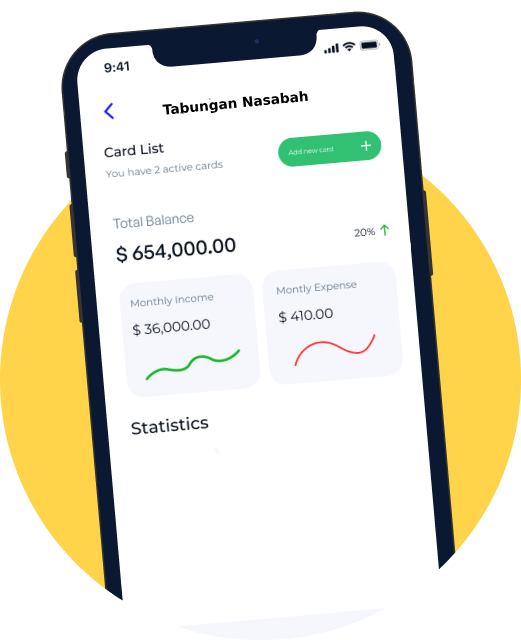 9:41
Tabungan Nasabah
Card List
You have 2 active cards
Add new card
Total Balance
$ 654,000.00
20%
Monthly Income
$ 36,000.00
Montly Expense
$ 410.00
Statistics